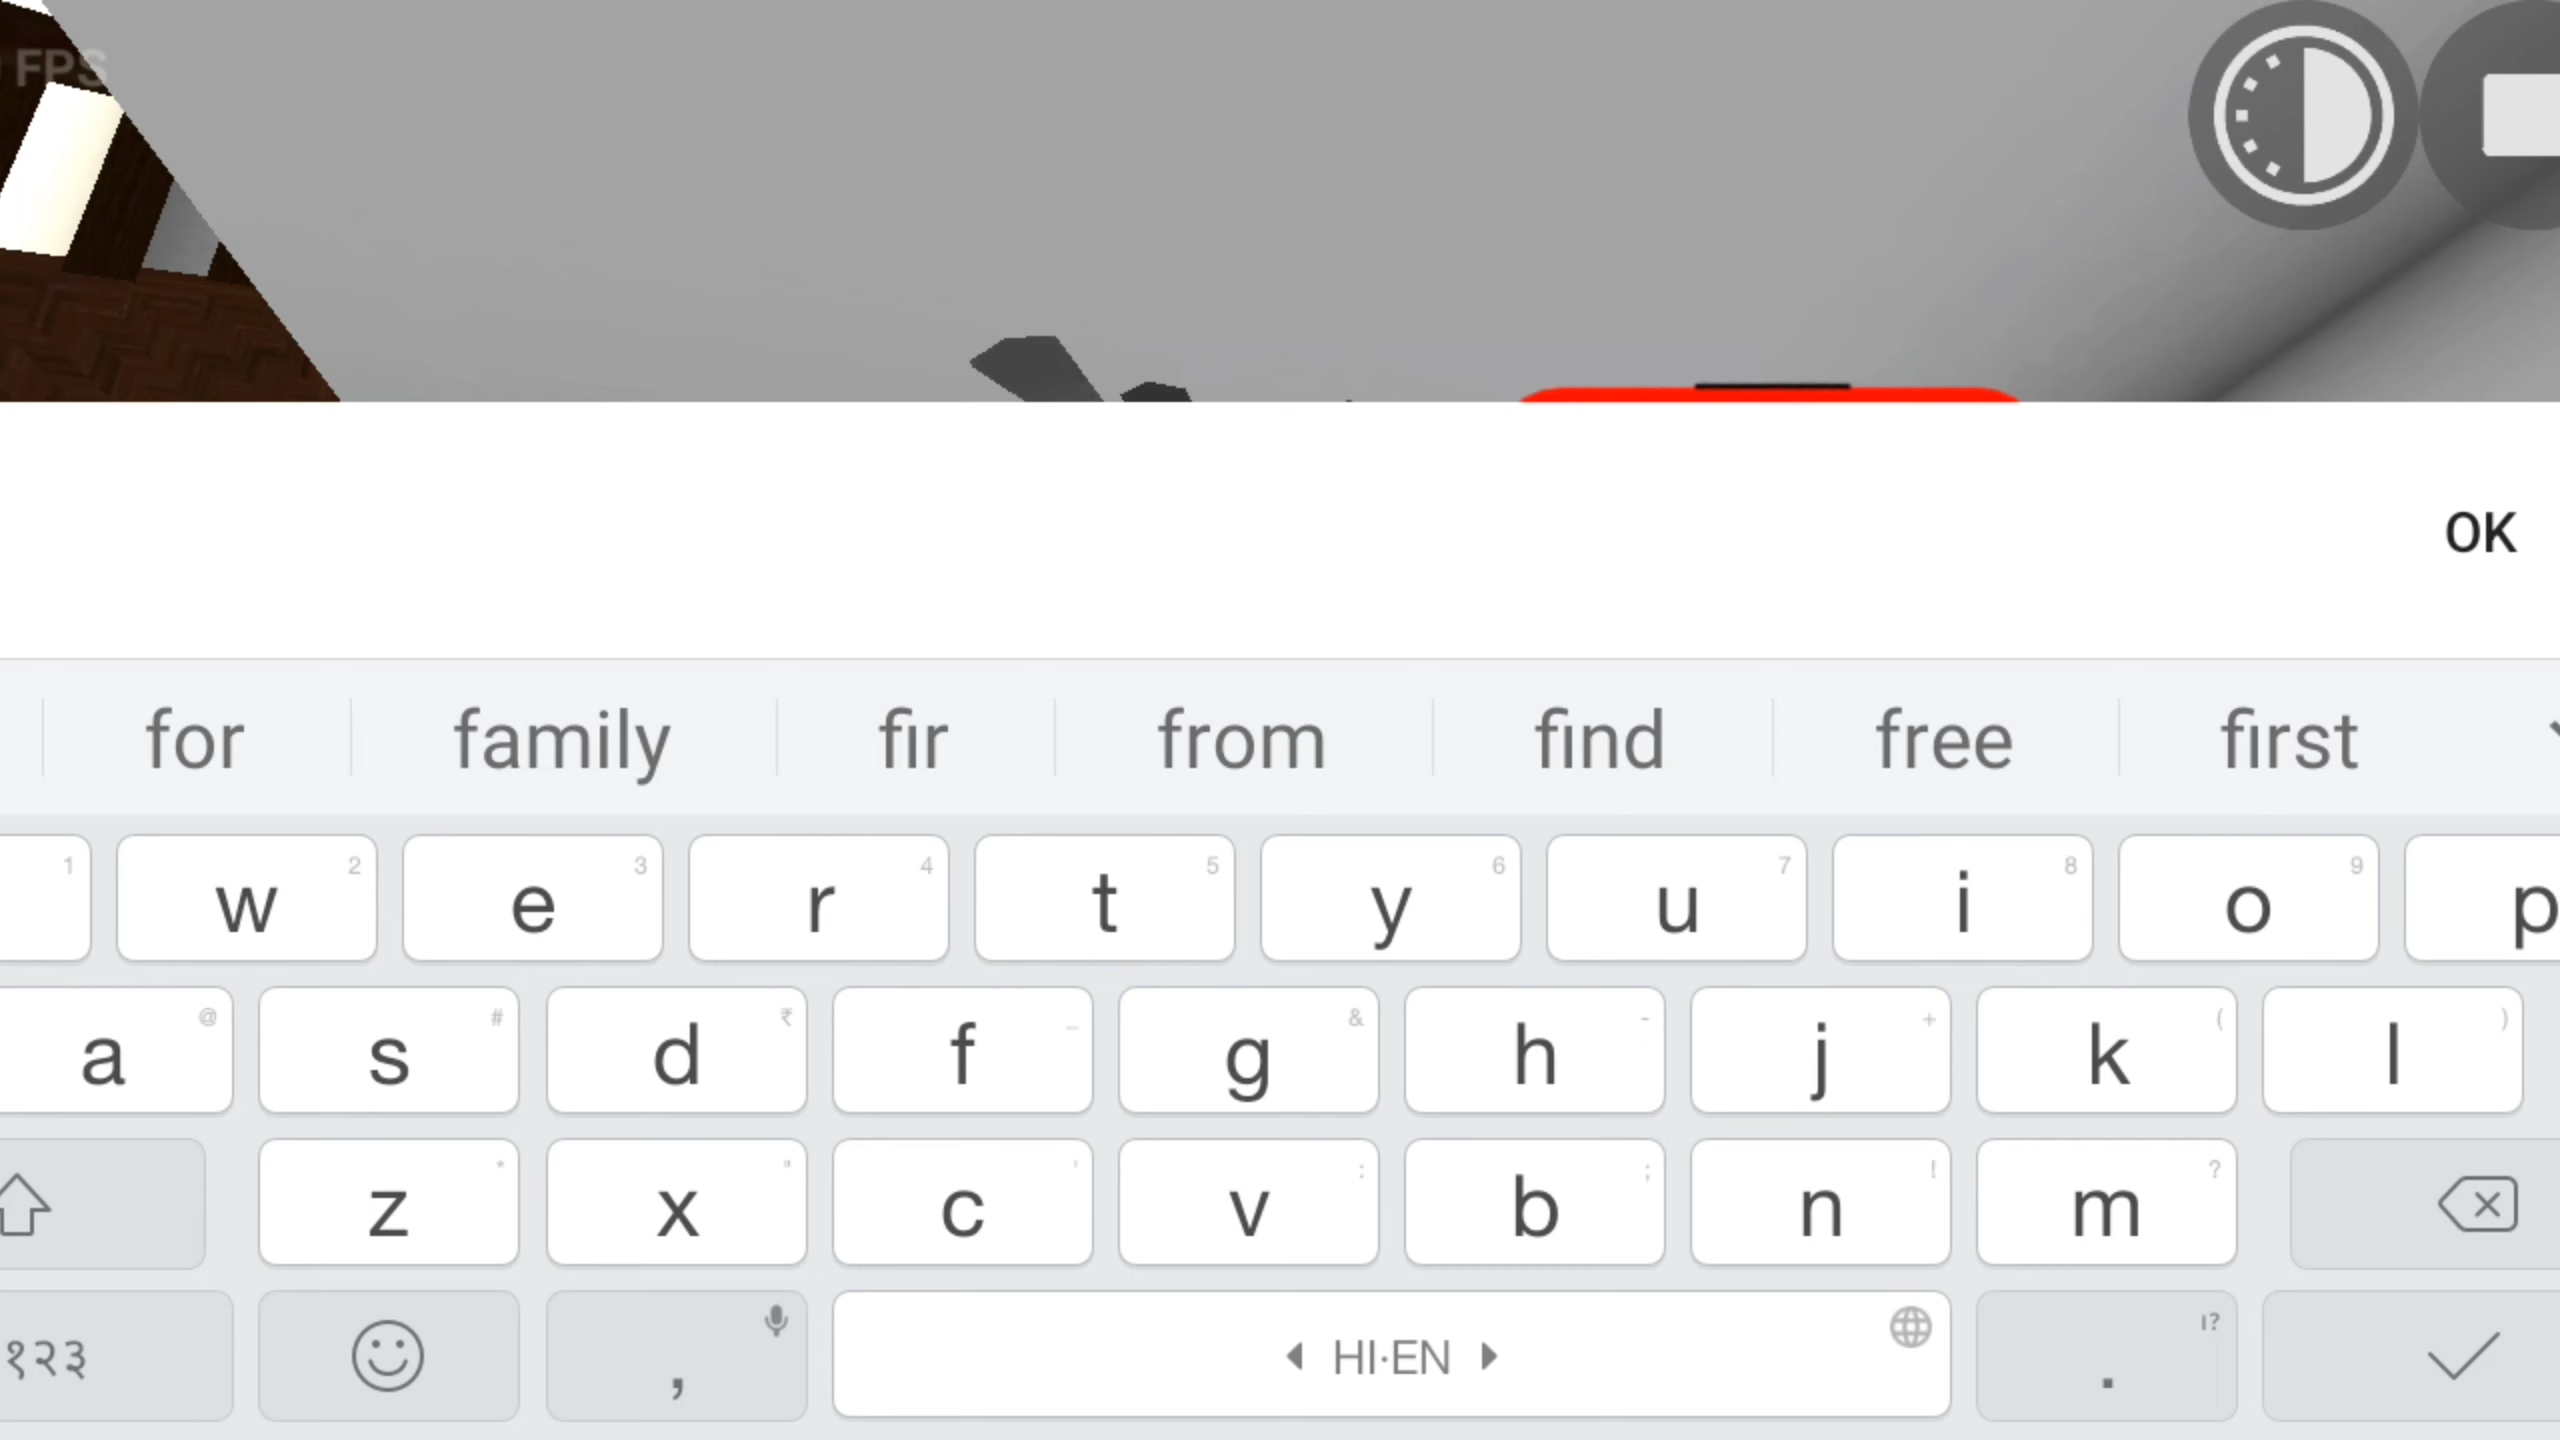 FPS
OK
for family fir from find free first
1 w 2 e 3 r 4 t 5 y 6 u 7 i 8 o 9 p
a @ s # d ₹ f _ g & h - j + k ( l )
z * x " c ' v : b ; n ! m ?
१२३ , HI·EN . ।?